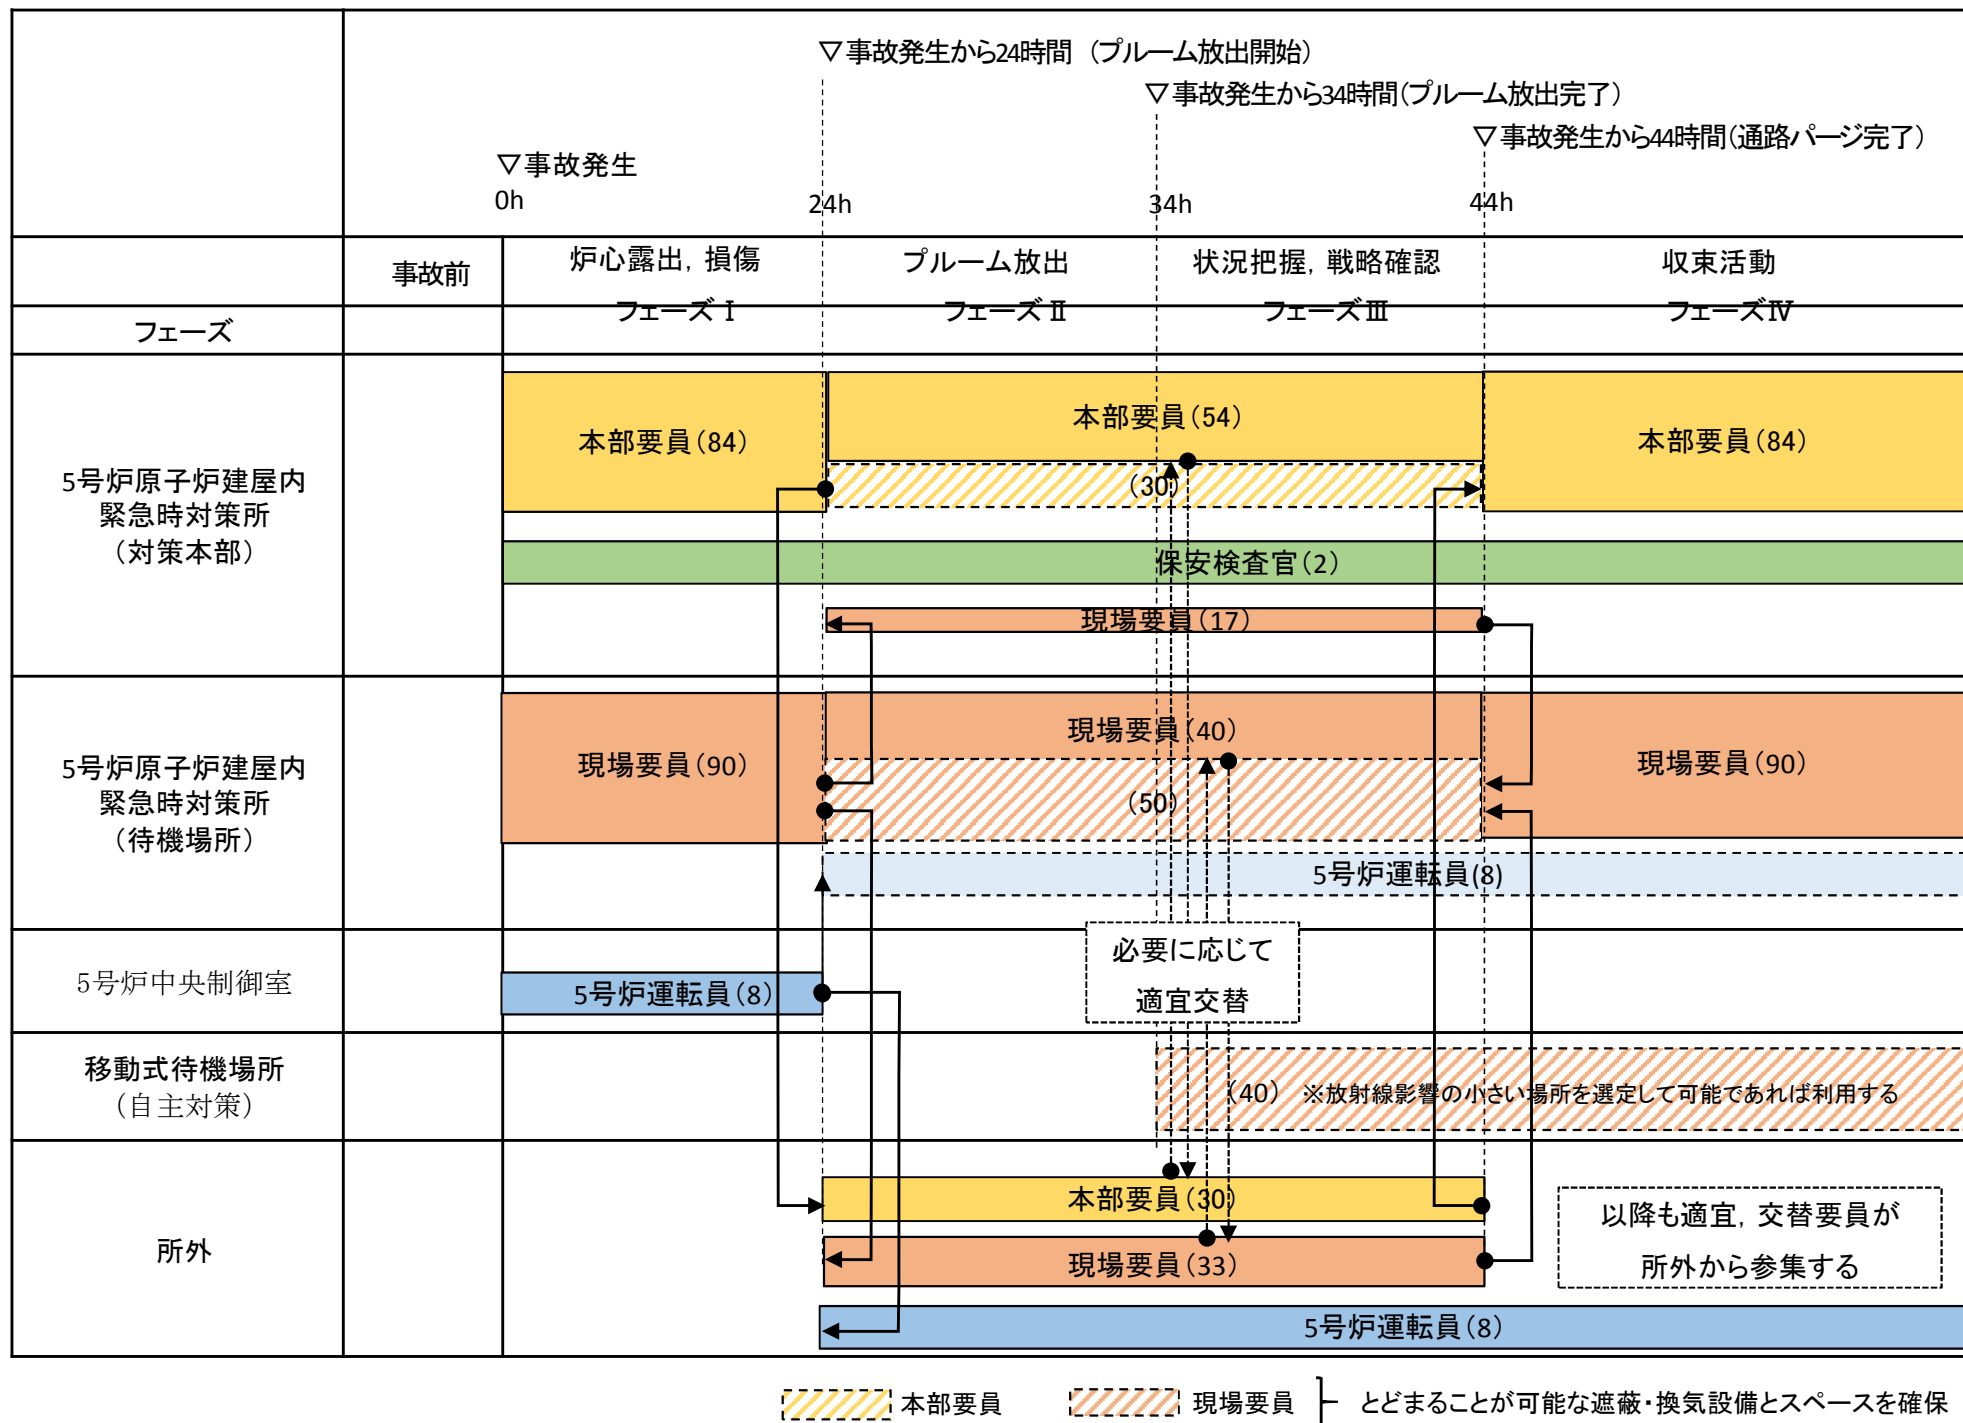 ▽事故発生から24時間 (プルーム放出開始)
▽事故発生から34時間(プルーム放出完了)
▽事故発生から44時間(通路パージ完了)
▽事故発生
0h
24h
34h
44h
事故前
炉心露出, 損傷
プルーム放出
状況把握, 戦略確認
収束活動
フェーズ
フェーズⅠ
フェーズⅡ
フェーズⅢ
フェーズⅣ
5号炉原子炉建屋内
緊急時対策所
(対策本部)
本部要員(84)
本部要員(54)
(30)
本部要員(84)
保安検査官(2)
現場要員(17)
5号炉原子炉建屋内
緊急時対策所
(待機場所)
現場要員(90)
現場要員(40)
(50)
現場要員(90)
5号炉運転員(8)
5号炉中央制御室
5号炉運転員(8)
必要に応じて
適宜交替
移動式待機場所
(自主対策)
(40) ※放射線影響の小さい場所を選定して可能であれば利用する
所外
本部要員(30)
現場要員(33)
5号炉運転員(8)
以降も適宜, 交替要員が
所外から参集する
本部要員
現場要員
とどまることが可能な遮蔽・換気設備とスペースを確保